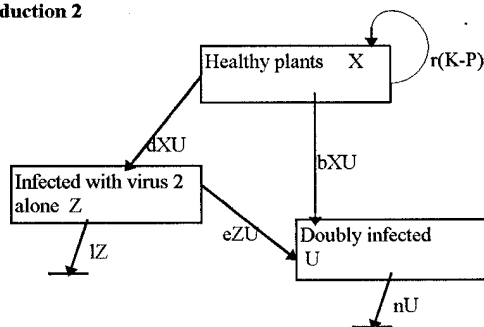 duction 2
Healthy plants X
r(K-P)
dXU
bXU
Infected with virus 2
alone Z
eZU
Doubly infected
U
lZ
nU